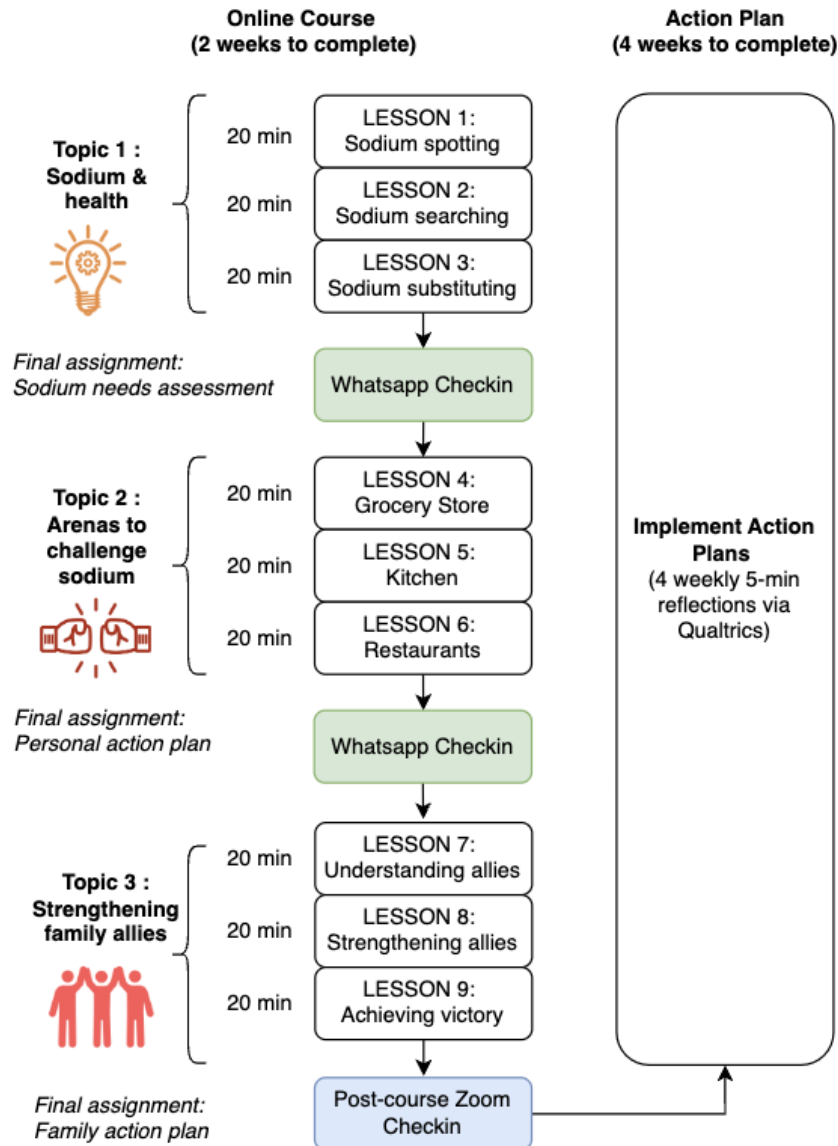 Online Course
(2 weeks to complete)
Action Plan
(4 weeks to complete)
Topic 1 :
Sodium &
health
20 min
LESSON 1:
Sodium spotting
20 min
LESSON 2:
Sodium searching
20 min
LESSON 3:
Sodium substituting
Final assignment:
Sodium needs assessment
Whatsapp Checkin
Topic 2 :
Arenas to
challenge
sodium
20 min
LESSON 4:
Grocery Store
20 min
LESSON 5:
Kitchen
20 min
LESSON 6:
Restaurants
Final assignment:
Personal action plan
Whatsapp Checkin
Topic 3 :
Strengthening
family allies
20 min
LESSON 7:
Understanding allies
20 min
LESSON 8:
Strengthening allies
20 min
LESSON 9:
Achieving victory
Final assignment:
Family action plan
Post-course Zoom
Checkin
Implement Action
Plans
(4 weekly 5-min
reflections via
Qualtrics)